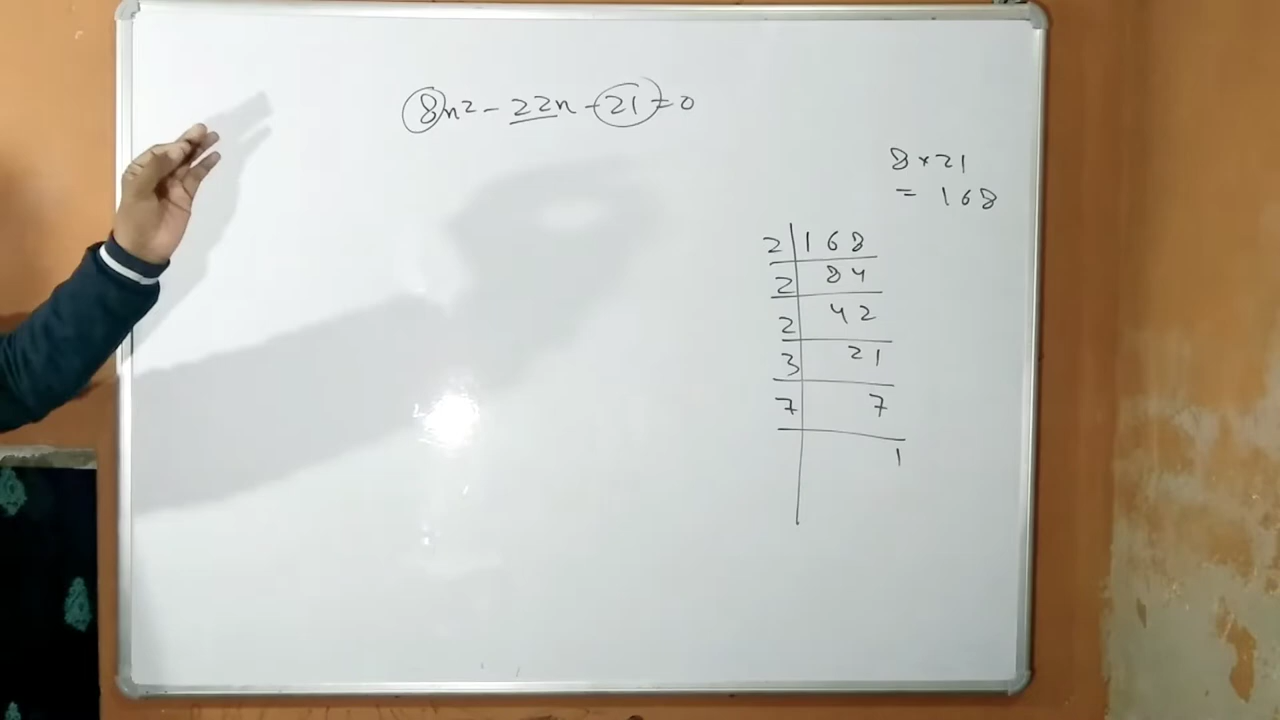 8x² - 22x - 21 = 0
8 × 21
= 168
2 | 168
2 | 84
2 | 42
3 | 21
7 | 7
1